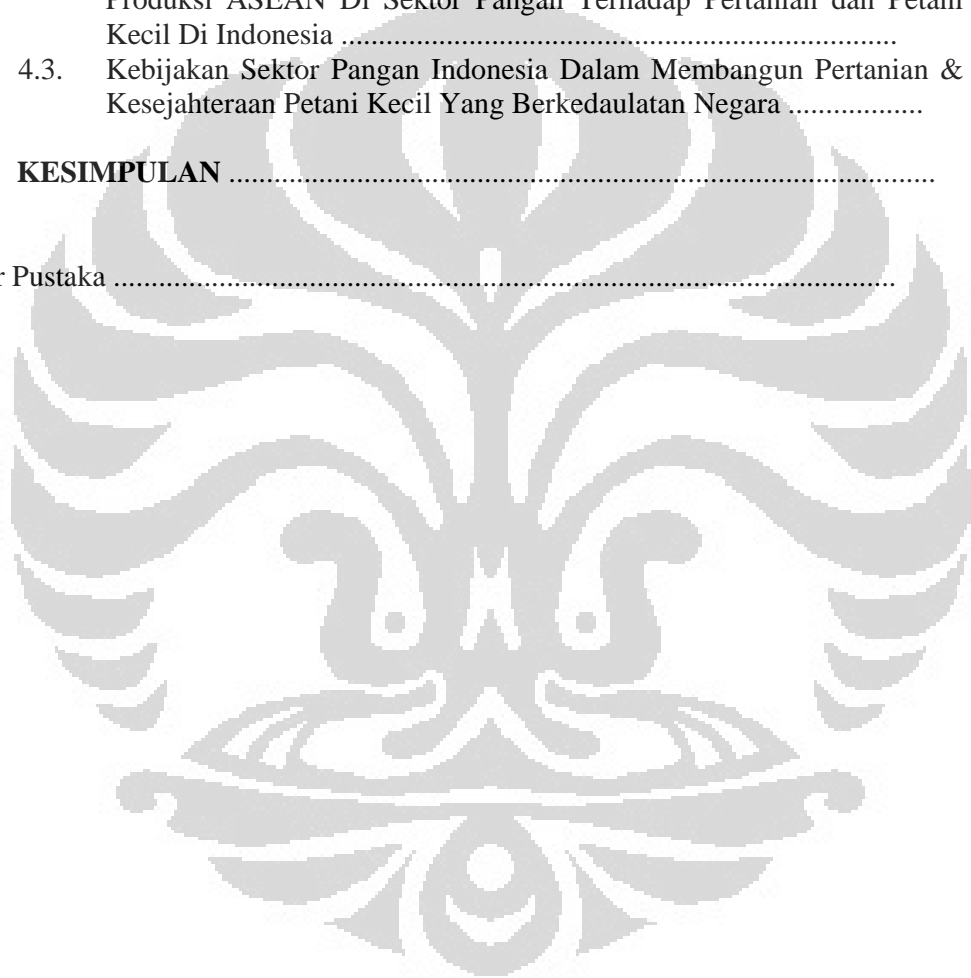 Produksi ASEAN Di Sektor Pangan Terhadap Pertanian dan Petani
Kecil Di Indonesia ..........................................................................
4.3. Kebijakan Sektor Pangan Indonesia Dalam Membangun Pertanian &
Kesejahteraan Petani Kecil Yang Berkedaulatan Negara ..................
KESIMPULAN ..............................................................................................
Pustaka ........................................................................................................